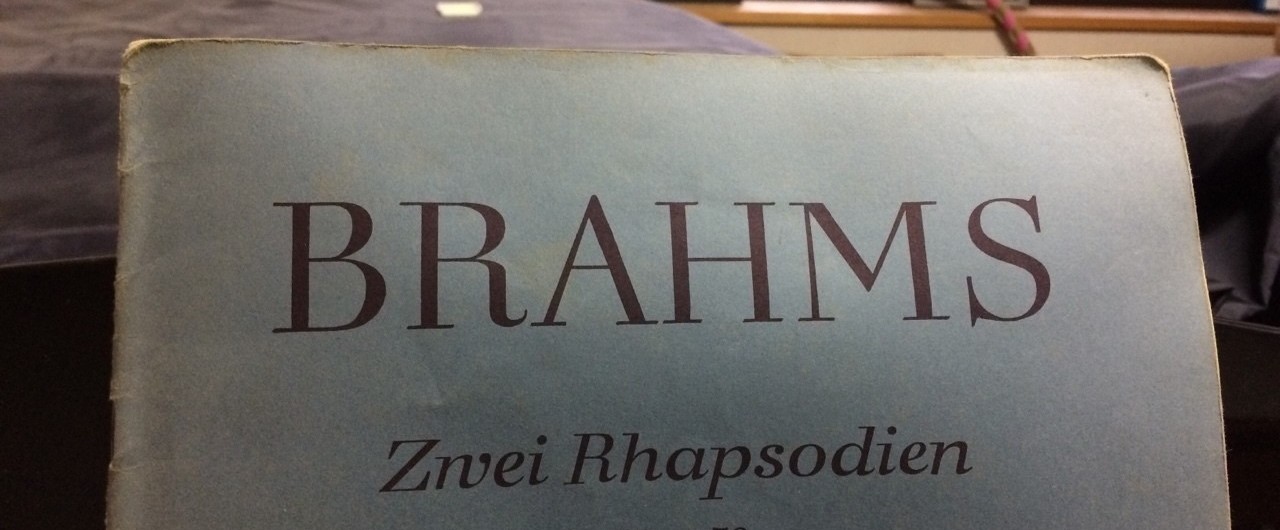 BRAHMS
Zwei Rhapsodien